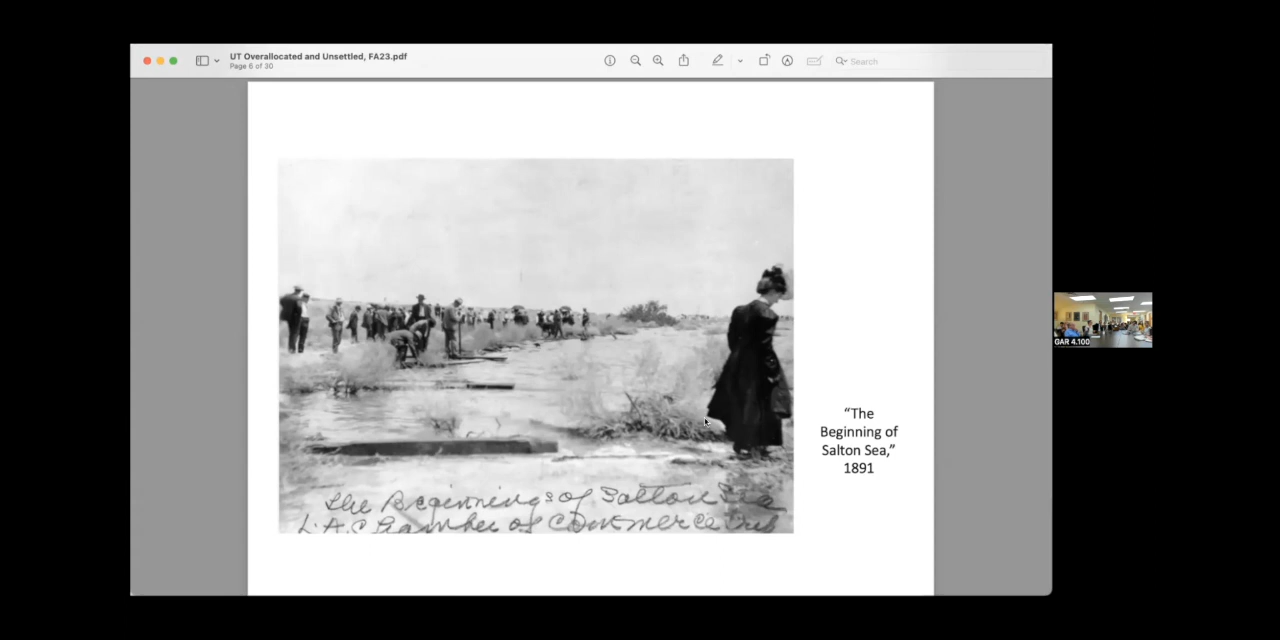 UT Overallocated and Unsettled, FA23.pdf
Page 6 of 30
Search
The Beginnings of Salton Sea
L.A. Chamber of Commerce
“The
Beginning of
Salton Sea,”
1891
GAR 4.100